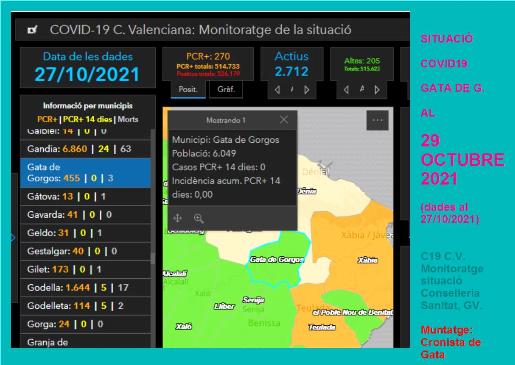 COVID-19 C. Valenciana: Monitoratge de la situació
Data de les dades
27/10/2021
PCR+: 270
PCR+ totals: 514.733
Positius totals: 526.179
Actius
2.712
Altes: 205
Totals: 515.623
Posit.
Gràf.
Informació per municipis
PCR+ | PCR+ 14 dies | Morts
Gaibiel: 14 | 0 | 0
Gandia: 6.860 | 24 | 63
Gata de
Gorgos: 455 | 0 | 3
Gátova: 13 | 0 | 1
Gavarda: 41 | 0 | 0
Geldo: 31 | 0 | 1
Gestalgar: 40 | 0 | 0
Gilet: 173 | 0 | 1
Godella: 1.644 | 5 | 17
Godelleta: 114 | 5 | 2
Gorga: 24 | 0 | 0
Granja de
Mostrando 1
Municipi: Gata de Gorgos
Població: 6.049
Casos PCR+ 14 dies: 0
Incidència acum. PCR+ 14
dies: 0,00
Dénia
Dénia
Xàbia / Jávea
Xàbia
Gata de Gorgos
Alcalalí
Alcalalí
Llíber
Senija
Senija
Teulada
el Poble Nou de Benitat
Teulada
Xaló
Benissa
SITUACIÓ
COVID19
GATA DE G.
AL
29
OCTUBRE
2021
(dades al
27/10/2021)
C19 C.V.
Monitoratge
situació
Conselleria
Sanitat, GV.
Muntatge:
Cronista de
Gata